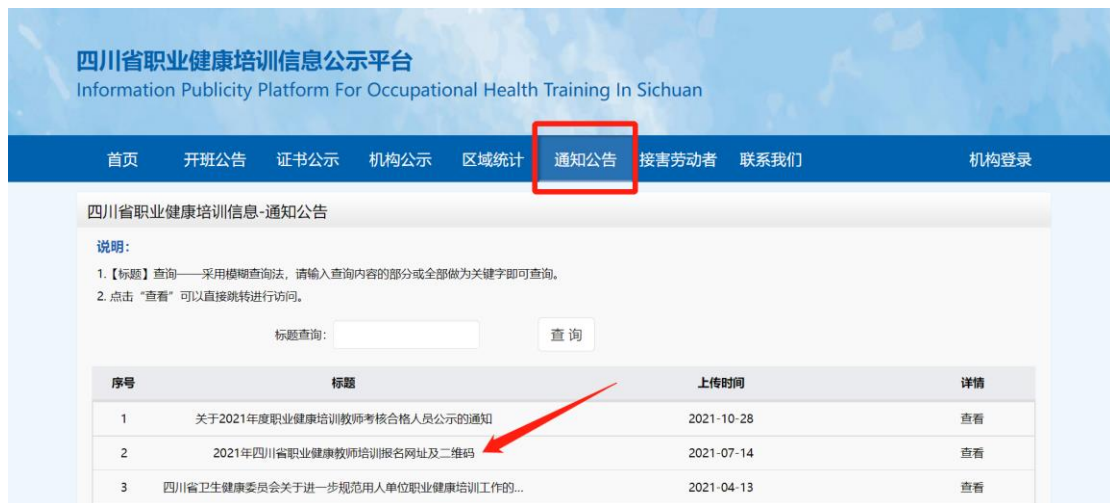 四川省职业健康培训信息公示平台
Information Publicity Platform For Occupational Health Training In Sichuan
首页 开班公告 证书公示 机构公示 区域统计 通知公告 接害劳动者 联系我们 机构登录
四川省职业健康培训信息-通知公告
说明：
1.【标题】查询——采用模糊查询法，请输入查询内容的部分或全部做为关键字即可查询。
2. 点击“查看”可以直接跳转进行访问。
标题查询： 查 询
序号 标题 上传时间 详情
1 关于2021年度职业健康培训教师考核合格人员公示的通知 2021-10-28 查看
2 2021年四川省职业健康教师培训报名网址及二维码 2021-07-14 查看
3 四川省卫生健康委员会关于进一步规范用人单位职业健康培训工作的... 2021-04-13 查看